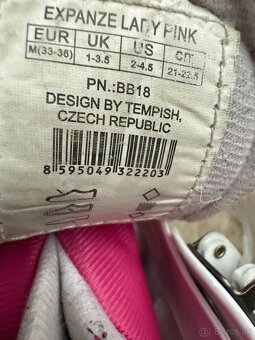 EXPANZE LADY PINK
EUR UK US cm
M(33-36) 1-3.5 2-4.5 21-22.5
PN.:BB18
DESIGN BY TEMPISH,
CZECH REPUBLIC
8 595049 322203